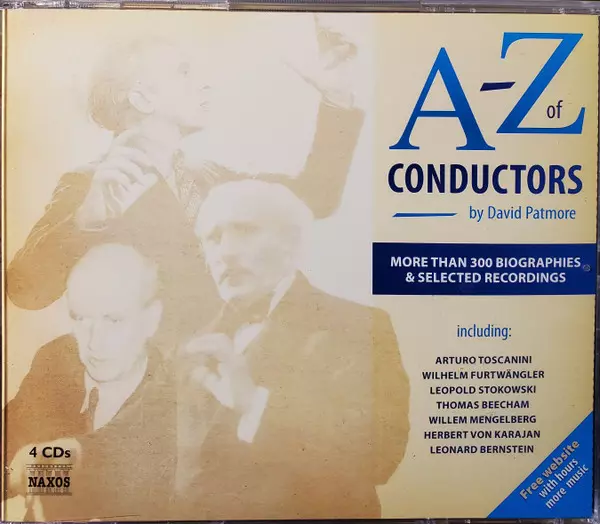 A-Z
of
CONDUCTORS
by David Patmore
MORE THAN 300 BIOGRAPHIES
& SELECTED RECORDINGS
including:
ARTURO TOSCANINI
WILHELM FURTWÄNGLER
LEOPOLD STOKOWSKI
THOMAS BEECHAM
WILLEM MENGELBERG
HERBERT VON KARAJAN
LEONARD BERNSTEIN
4 CDs
NAXOS
Free website
with hours
more music